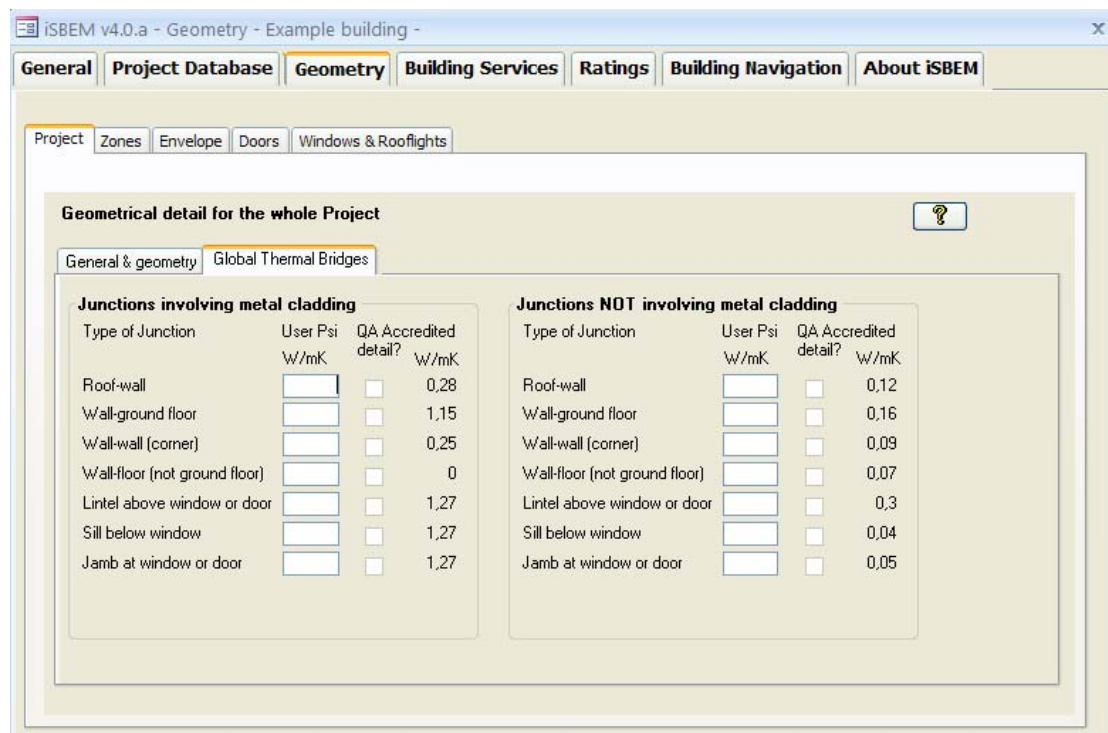 iSBEM v4.0.a - Geometry - Example building -
x
General Project Database Geometry Building Services Ratings Building Navigation About iSBEM
Project Zones Envelope Doors Windows & Rooflights
Geometrical detail for the whole Project
?
General & geometry Global Thermal Bridges
Junctions involving metal cladding
Type of Junction User Psi QA Accredited
W/mK detail? W/mK
Roof-wall 0,28
Wall-ground floor 1,15
Wall-wall (corner) 0,25
Wall-floor (not ground floor) 0
Lintel above window or door 1,27
Sill below window 1,27
Jamb at window or door 1,27
Junctions NOT involving metal cladding
Type of Junction User Psi QA Accredited
W/mK detail? W/mK
Roof-wall 0,12
Wall-ground floor 0,16
Wall-wall (corner) 0,09
Wall-floor (not ground floor) 0,07
Lintel above window or door 0,3
Sill below window 0,04
Jamb at window or door 0,05